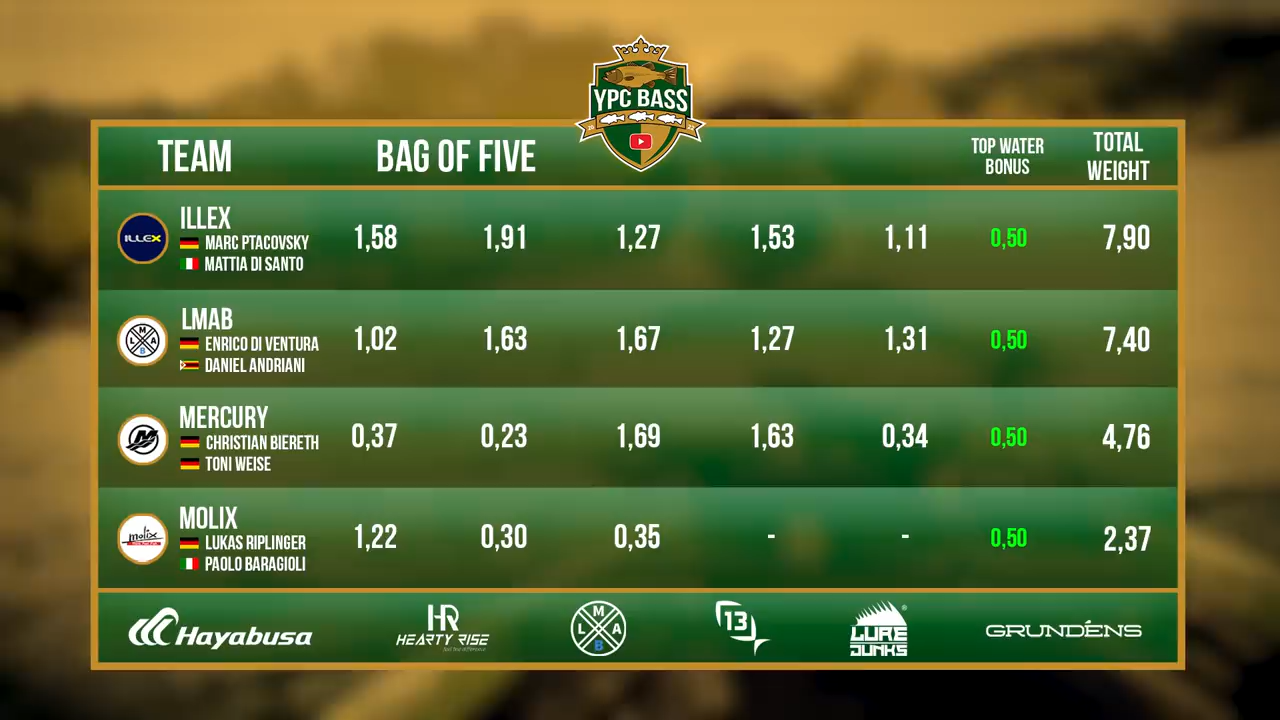 YPC BASS
TEAM BAG OF FIVE TOP WATER BONUS TOTAL WEIGHT
ILLEX
ILLEX
MARC PTACOVSKY
MATTIA DI SANTO
1,58 1,91 1,27 1,53 1,11 0,50 7,90
LMAB
LMAB
ENRICO DI VENTURA
DANIEL ANDRIANI
1,02 1,63 1,67 1,27 1,31 0,50 7,40
MERCURY
CHRISTIAN BIERETH
TONI WEISE
0,37 0,23 1,69 1,63 0,34 0,50 4,76
molix
MOLIX
LUKAS RIPLINGER
PAOLO BARAGIOLI
1,22 0,30 0,35 - - 0,50 2,37
Hayabusa
HR
HEARTY RISE
feel the difference
LMAB
13
LURE
JUNKS
®
GRUNDÉNS